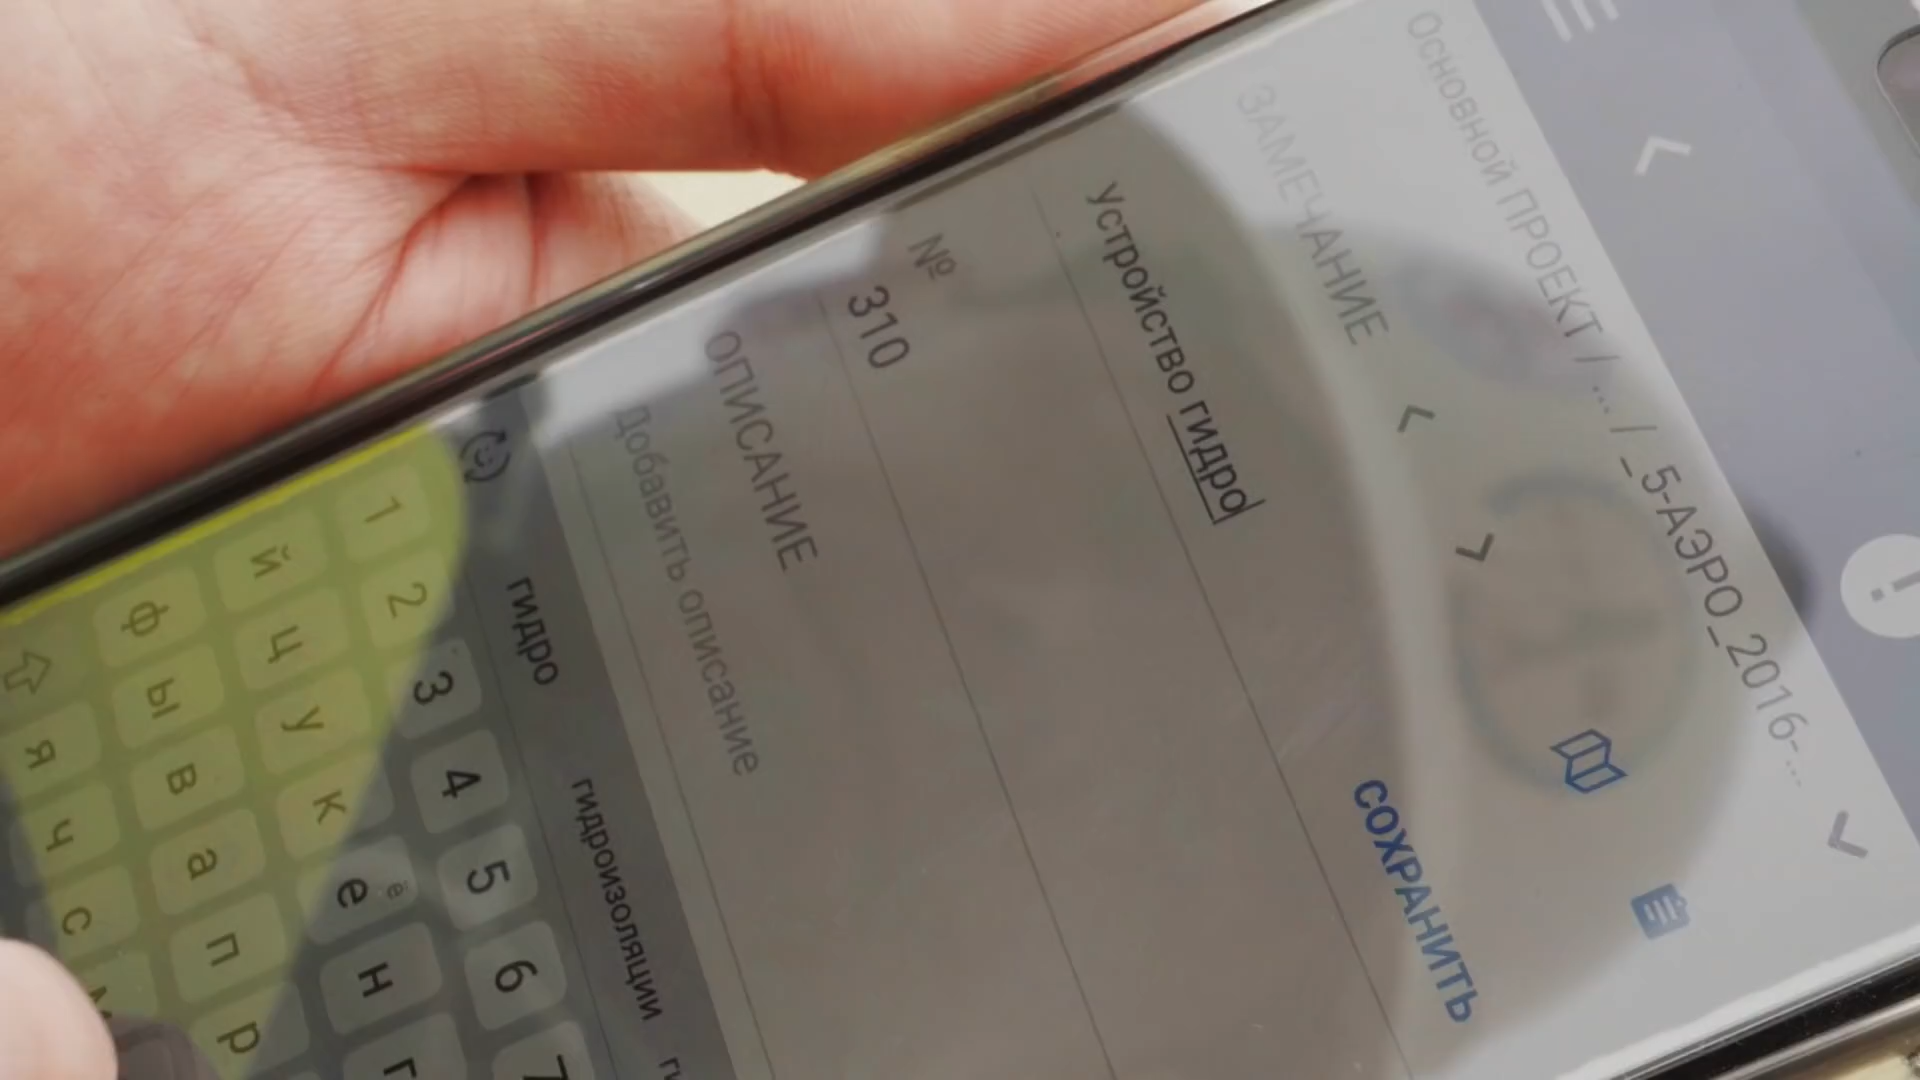 Основной ПРОЕКТ / ... / _5-АЭРО_2016-...
ЗАМЕЧАНИЕ
устройство гидро
СОХРАНИТЬ
№
310
ОПИСАНИЕ
Добавить описание
гидро гидроизоляции ги
1 2 3 4 5 6 7
й ц у к е ё н г
ф ы в а п р
я ч с